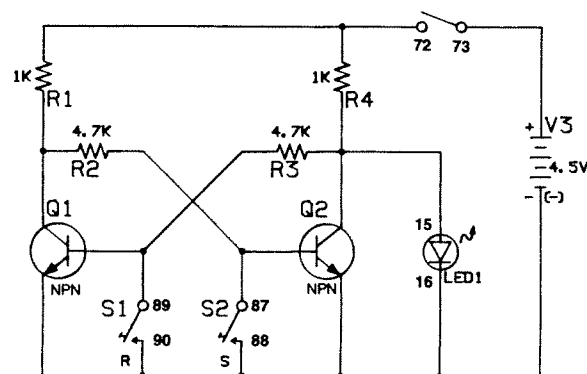 72 73
1K R1
1K R4
4.7K R2
4.7K R3
+ V3
4.5V
- (-)
Q1
NPN
Q2
NPN
15
16 LED1
S1 89
90
R
S2 87
88
S